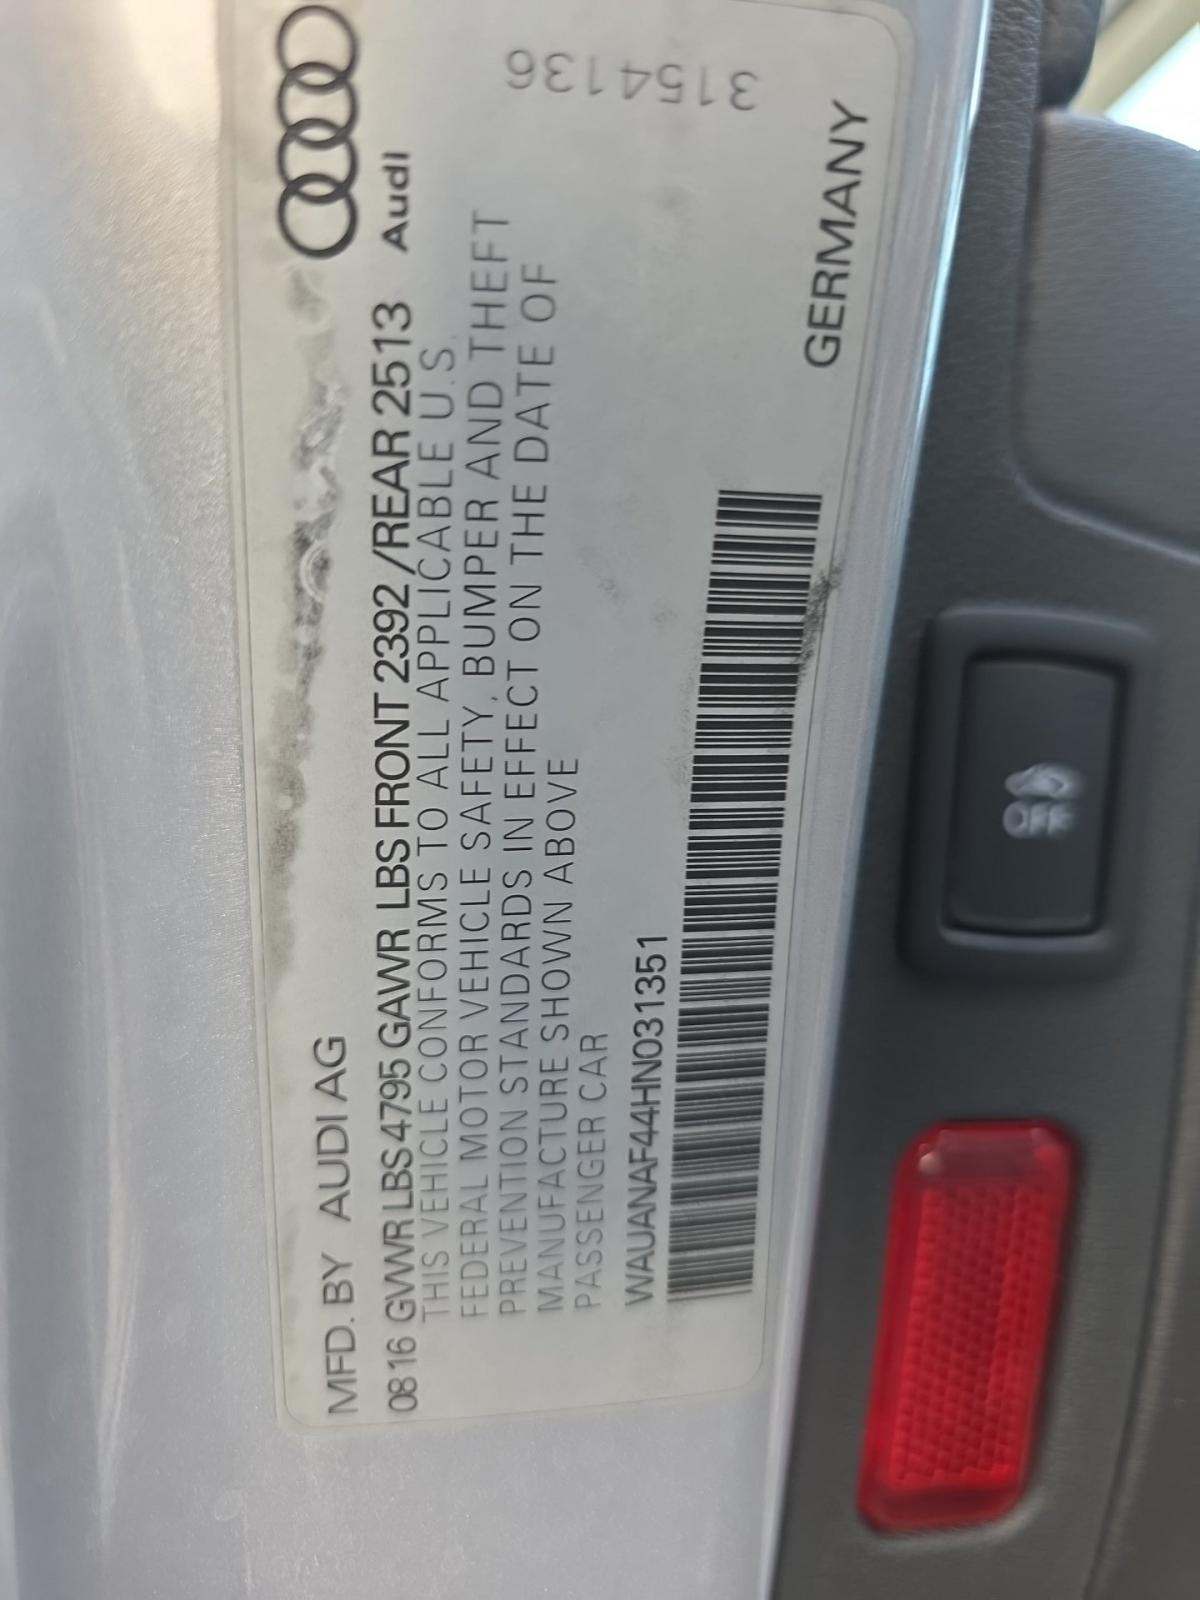 MFD. BY AUDI AG
Audi
0816 GVWR LBS 4795 GAWR LBS FRONT 2392 /REAR 2513
THIS VEHICLE CONFORMS TO ALL APPLICABLE U.S.
FEDERAL MOTOR VEHICLE SAFETY, BUMPER AND THEFT
PREVENTION STANDARDS IN EFFECT ON THE DATE OF
MANUFACTURE SHOWN ABOVE
PASSENGER CAR
WAUANAF44HN031351
GERMANY
3154136
OFF